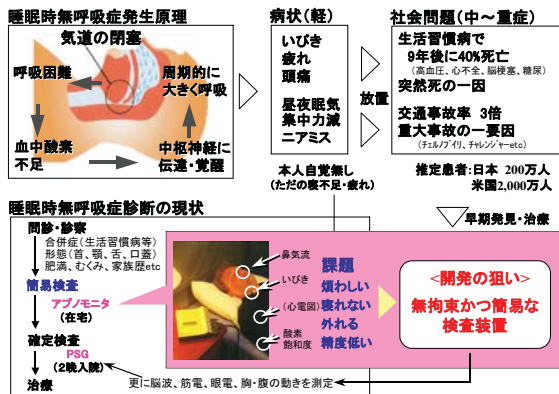 睡眠時無呼吸症発生原理
気道の閉塞
呼吸困難
周期的に
大きく呼吸
血中酸素
不足
中枢神経に
伝達・覚醒
病状（軽）
いびき
疲れ
頭痛
昼夜眠気
集中力減
ニアミス
放置
社会問題（中～重症）
生活習慣病で
9年後に40%死亡
（高血圧、心不全、脳梗塞、糖尿）
突然死の一因
交通事故率 3倍
重大事故の一要因
（チェルノブイリ、チャレンジャーetc）
本人自覚無し
（ただの寝不足・疲れ）
推定患者：日本 200万人
米国2,000万人
早期発見・治療
睡眠時無呼吸症診断の現状
問診・診察
合併症（生活習慣病等）
形態（首、顎、舌、口蓋）
肥満、むくみ、家族歴etc
簡易検査
アプノモニタ
（在宅）
確定検査
PSG
（2晩入院）
治療
鼻気流
いびき
（心電図）
酸素
飽和度
課題
煩わしい
寝れない
外れる
精度低い
<開発の狙い>
無拘束かつ簡易な
検査装置
更に脳波、筋電、眼電、胸・腹の動きを測定